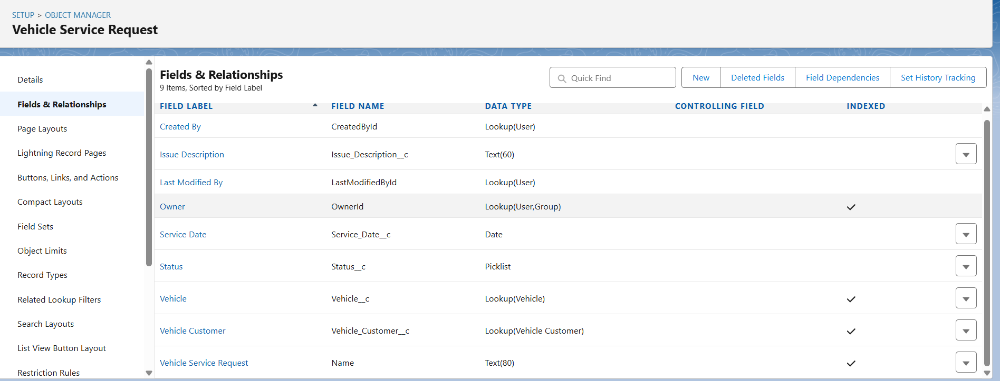 SETUP > OBJECT MANAGER
Vehicle Service Request
Details
Fields & Relationships
Page Layouts
Lightning Record Pages
Buttons, Links, and Actions
Compact Layouts
Field Sets
Object Limits
Record Types
Related Lookup Filters
Search Layouts
List View Button Layout
Restriction Rules
Fields & Relationships
9 Items, Sorted by Field Label
Quick Find New Deleted Fields Field Dependencies Set History Tracking
FIELD LABEL FIELD NAME DATA TYPE CONTROLLING FIELD INDEXED
Created By CreatedById Lookup(User)
Issue Description Issue_Description__c Text(60)
Last Modified By LastModifiedById Lookup(User)
Owner OwnerId Lookup(User,Group)
Service Date Service_Date__c Date
Status Status__c Picklist
Vehicle Vehicle__c Lookup(Vehicle)
Vehicle Customer Vehicle_Customer__c Lookup(Vehicle Customer)
Vehicle Service Request Name Text(80)